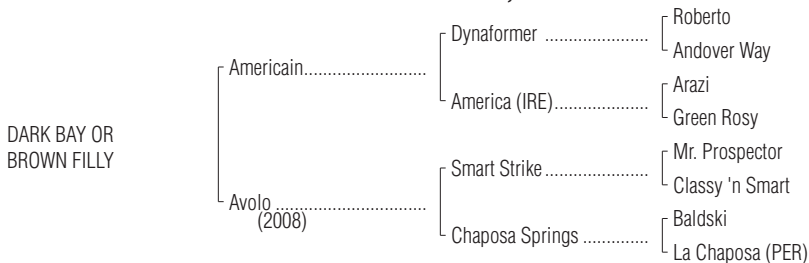 Roberto
Dynaformer ........................
Andover Way
Americain...........................
Arazi
America (IRE).....................
Green Rosy
DARK BAY OR
BROWN FILLY
Mr. Prospector
Smart Strike .......................
Classy 'n Smart
Avolo .................................
(2008)
Baldski
Chaposa Springs ..............
La Chaposa (PER)